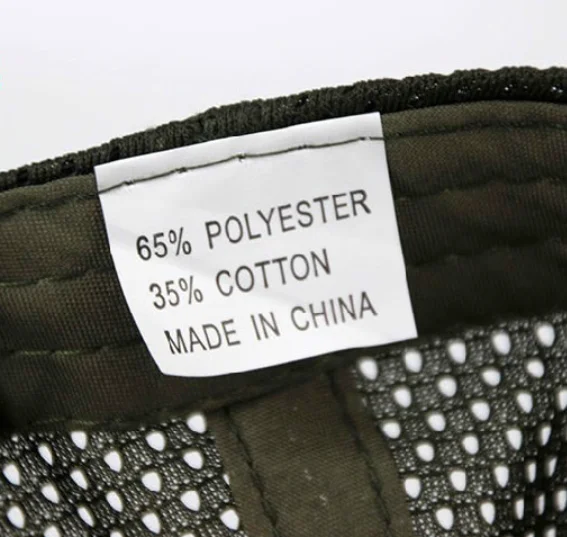 65% POLYESTER
35% COTTON
MADE IN CHINA